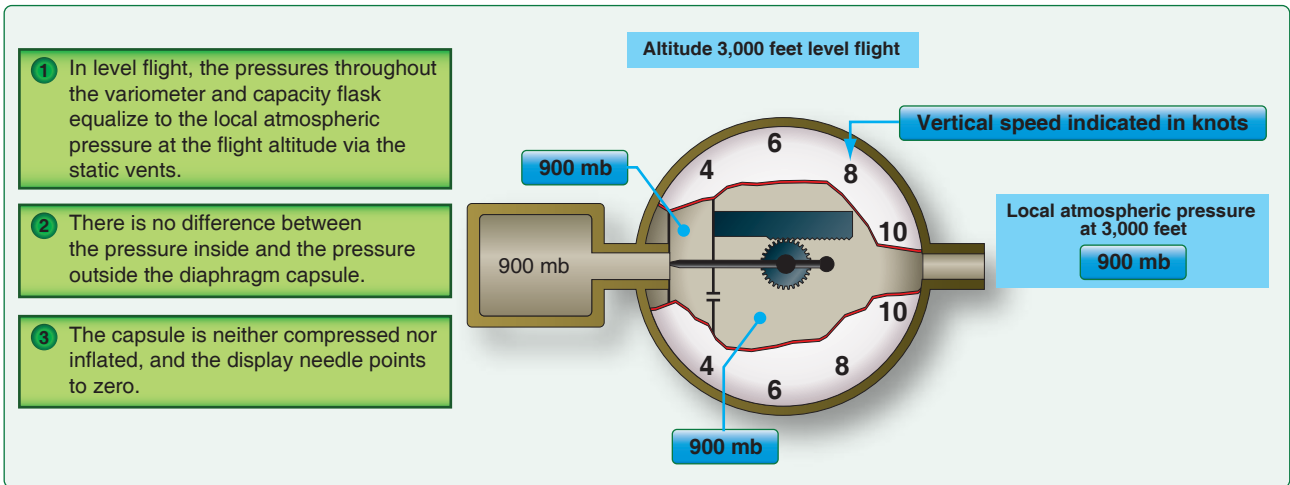 1 In level flight, the pressures throughout
the variometer and capacity flask
equalize to the local atmospheric
pressure at the flight altitude via the
static vents.
2 There is no difference between
the pressure inside and the pressure
outside the diaphragm capsule.
3 The capsule is neither compressed nor
inflated, and the display needle points
to zero.
Altitude 3,000 feet level flight
Vertical speed indicated in knots
900 mb
6
4
8
10
900 mb
10
4
8
6
900 mb
Local atmospheric pressure
at 3,000 feet
900 mb